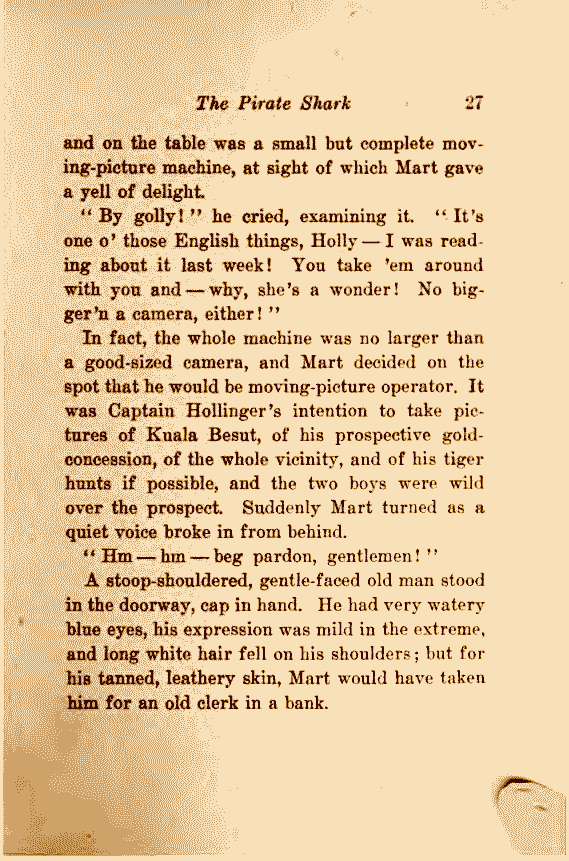 The Pirate Shark 27
and on the table was a small but complete mov-
ing-picture machine, at sight of which Mart gave
a yell of delight.
" By golly! " he cried, examining it. " It's
one o' those English things, Holly — I was read-
ing about it last week! You take 'em around
with you and — why, she's a wonder! No big-
ger'n a camera, either! "
In fact, the whole machine was no larger than
a good-sized camera, and Mart decided on the
spot that he would be moving-picture operator. It
was Captain Hollinger's intention to take pic-
tures of Kuala Besut, of his prospective gold-
concession, of the whole vicinity, and of his tiger
hunts if possible, and the two boys were wild
over the prospect. Suddenly Mart turned as a
quiet voice broke in from behind.
" Hm — hm — beg pardon, gentlemen! "
A stoop-shouldered, gentle-faced old man stood
in the doorway, cap in hand. He had very watery
blue eyes, his expression was mild in the extreme,
and long white hair fell on his shoulders; but for
his tanned, leathery skin, Mart would have taken
him for an old clerk in a bank.